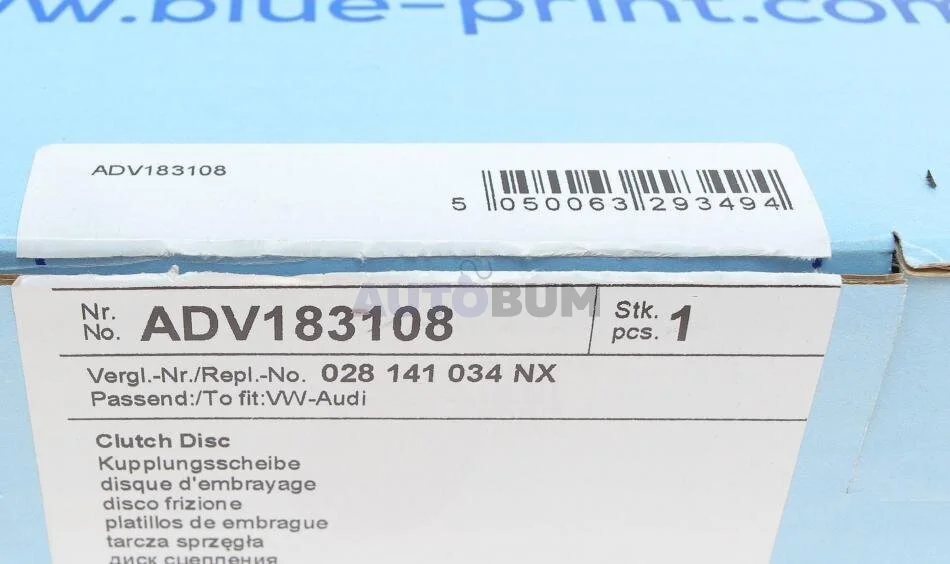 www.blue-print.com
ADV183108
5 050063 293494
AUTOBUM
Nr.
No. ADV183108
Stk.
pcs. 1
Vergl.-Nr./Repl.-No. 028 141 034 NX
Passend:/To fit:VW-Audi
Clutch Disc
Kupplungsscheibe
disque d'embrayage
disco frizione
platillos de embrague
tarcza sprzęgła
диск сцепления